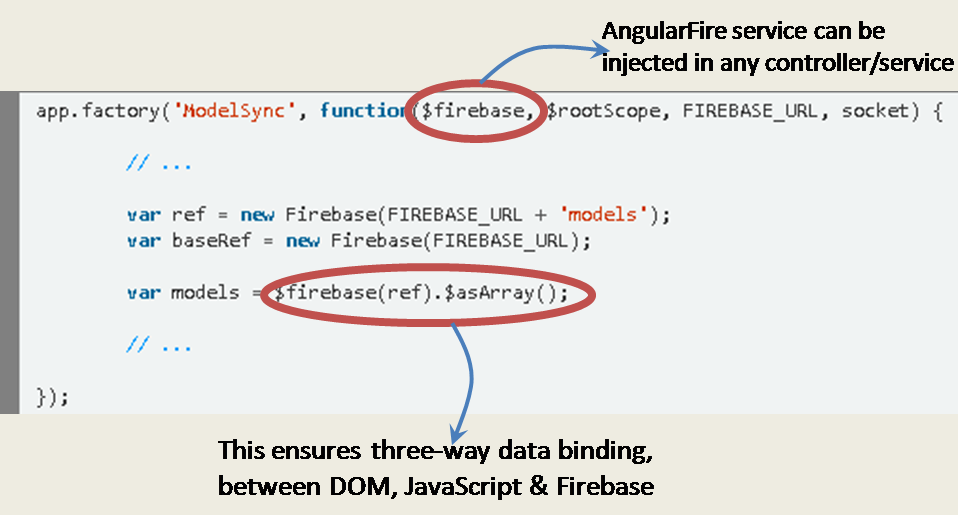 AngularFire service can be
injected in any controller/service
app.factory('ModelSync', function($firebase, $rootScope, FIREBASE_URL, socket) {
// ...
var ref = new Firebase(FIREBASE_URL + 'models');
var baseRef = new Firebase(FIREBASE_URL);
var models = $firebase(ref).$asArray();
// ...
});
This ensures three-way data binding,
between DOM, JavaScript & Firebase